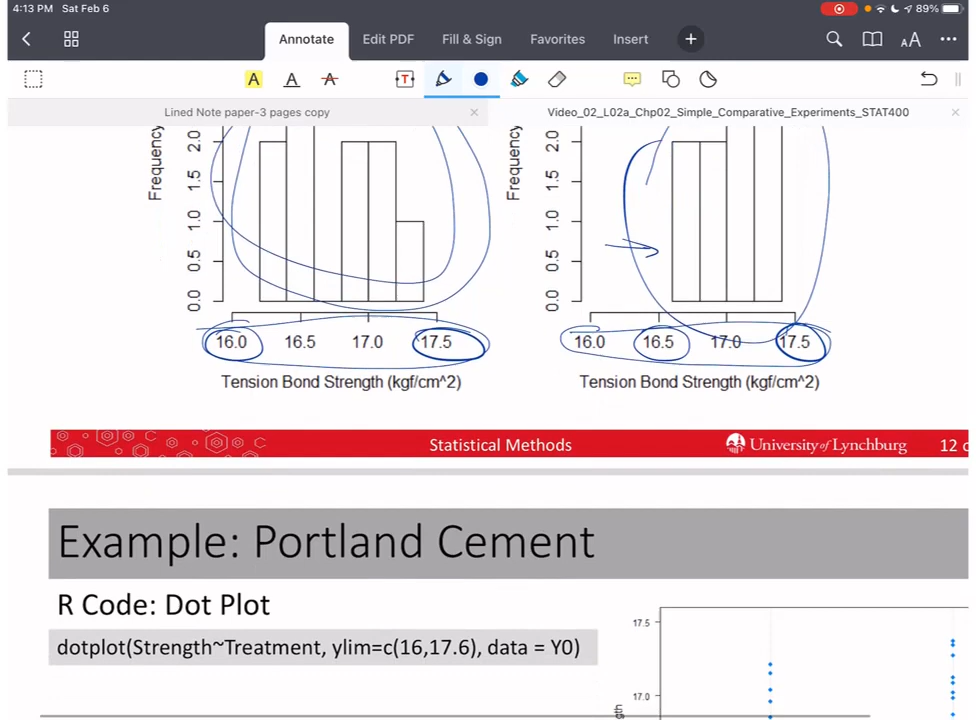 4:13 PM Sat Feb 6
89%
Annotate Edit PDF Fill & Sign Favorites Insert
AA
A A A T
Lined Note paper-3 pages copy
Video_02_L02a_Chp02_Simple_Comparative_Experiments_STAT400
Frequency
0.0 0.5 1.0 1.5 2.0
16.0 16.5 17.0 17.5
Tension Bond Strength (kgf/cm^2)
Frequency
0.0 0.5 1.0 1.5 2.0
16.0 16.5 17.0 17.5
Tension Bond Strength (kgf/cm^2)
Statistical Methods
University of Lynchburg
12
Example: Portland Cement
R Code: Dot Plot
dotplot(Strength~Treatment, ylim=c(16,17.6), data = Y0)
17.5
17.0